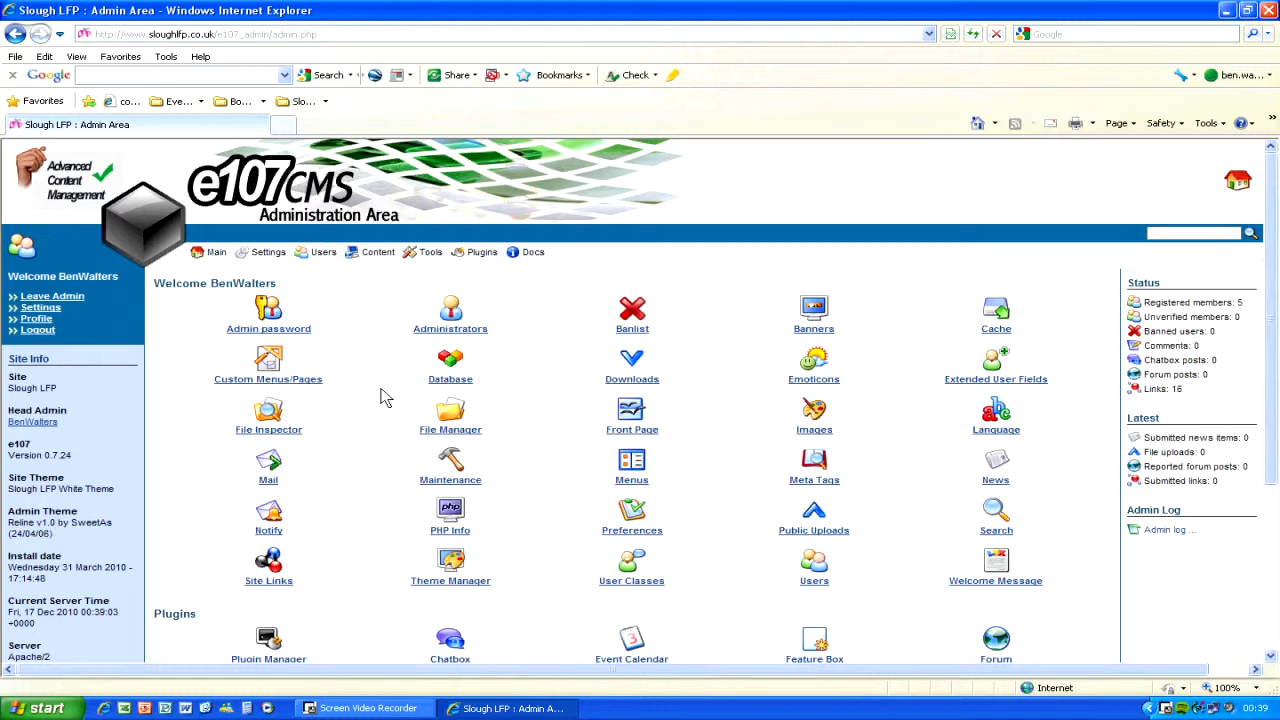 Slough LFP : Admin Area - Windows Internet Explorer
http://www.sloughlfp.co.uk/e107_admin/admin.php
Google
File Edit View Favorites Tools Help
x Google Search Share Bookmarks Check ben.wa...
Favorites co... Eve... Bo... Slo...
Slough LFP : Admin Area
Page Safety Tools
Advanced
Content
Management
e107CMS
Administration Area
Main Settings Users Content Tools Plugins Docs
Welcome BenWalters
Leave Admin
Settings
Profile
Logout
Site Info
Site
Slough LFP
Head Admin
BenWalters
e107
Version 0.7.24
Site Theme
Slough LFP White Theme
Admin Theme
Reline v1.0 by SweetAs
(24/04/06)
Install date
Wednesday 31 March 2010 -
17:14:48
Current Server Time
Fri, 17 Dec 2010 00:39:03
+0000
Server
Apache/2
Welcome BenWalters
Admin password Administrators Banlist Banners Cache
Custom Menus/Pages Database Downloads Emoticons Extended User Fields
File Inspector File Manager Front Page Images Language
Mail Maintenance Menus Meta Tags News
php
Notify PHP Info Preferences Public Uploads Search
Site Links Theme Manager User Classes Users Welcome Message
Plugins
3
Plugin Manager Chatbox Event Calendar Feature Box Forum
Status
Registered members: 5
Unverified members: 0
Banned users: 0
Comments: 0
Chatbox posts: 0
Forum posts: 0
Links: 16
Latest
Submitted news items: 0
File uploads: 0
Reported forum posts: 0
Submitted links: 0
Admin Log
Admin log ...
Internet 100%
start Screen Video Recorder Slough LFP : Admin A... 00:39